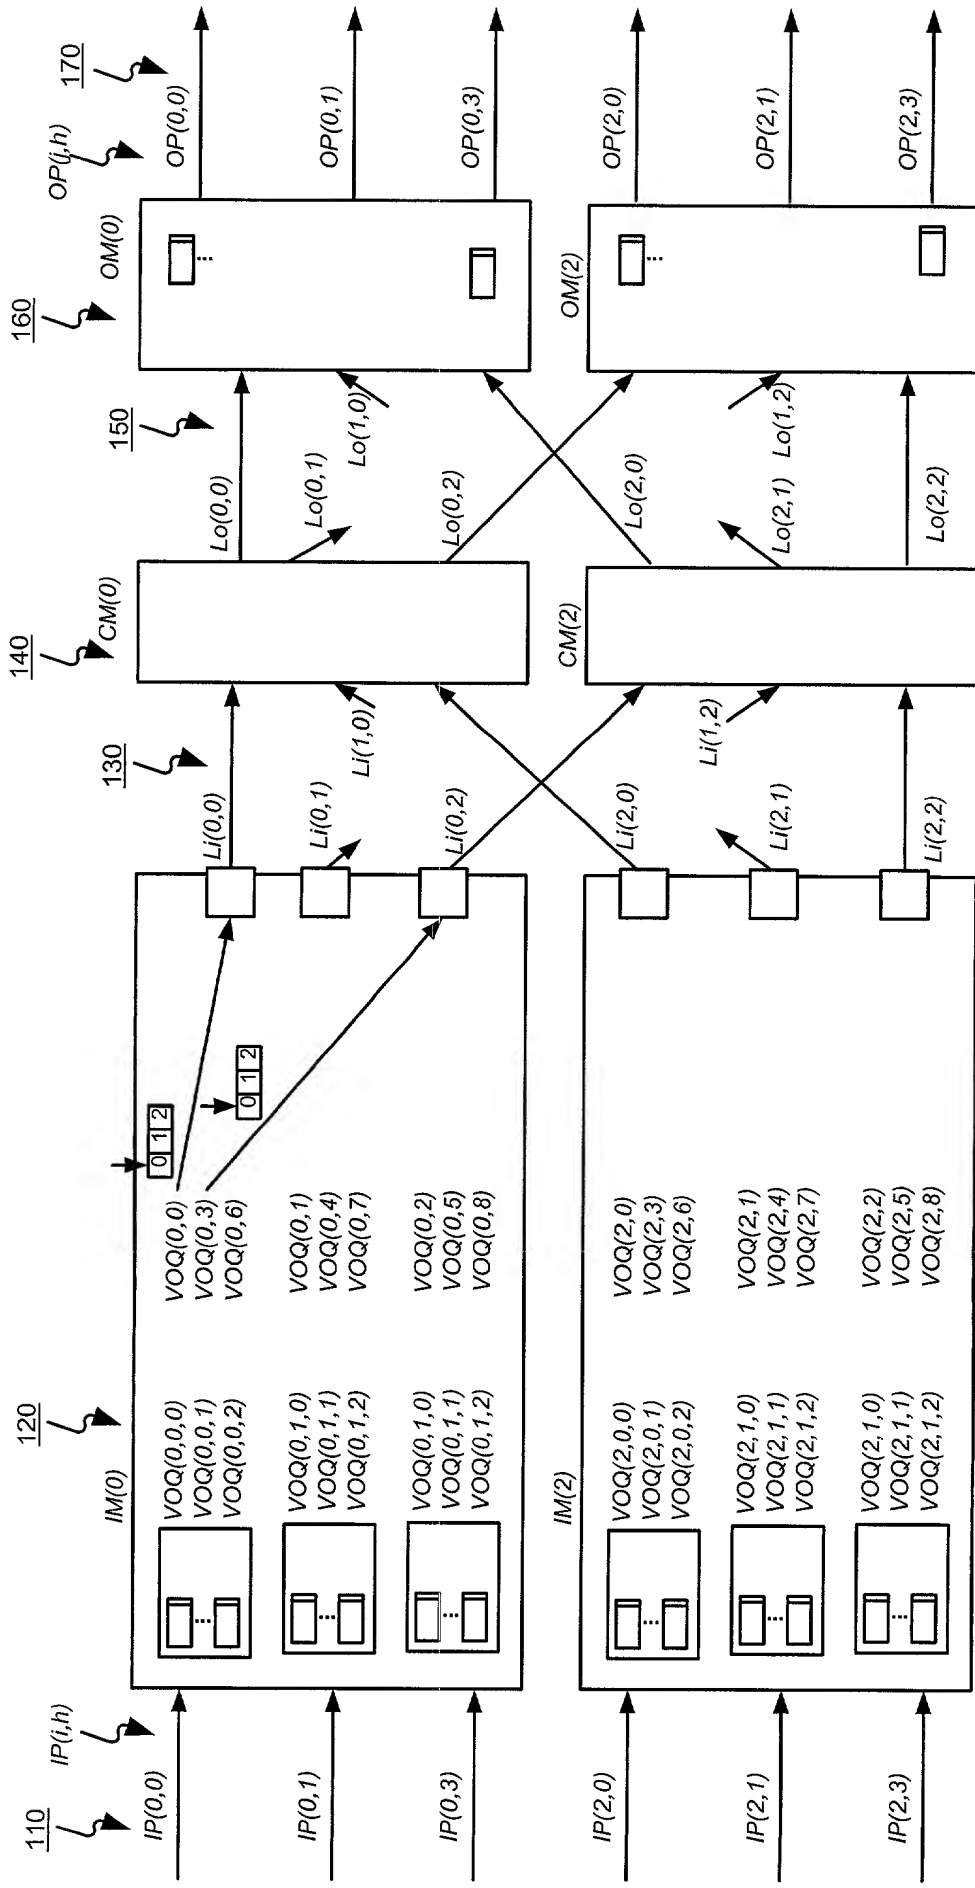 110
IP(i,h)
IP(0,0)
IP(0,1)
IP(0,3)
IP(2,0)
IP(2,1)
IP(2,3)
120
IM(0)
VOQ(0,0,0)
VOQ(0,0,1)
VOQ(0,0,2)
VOQ(0,1,0)
VOQ(0,1,1)
VOQ(0,1,2)
VOQ(0,1,0)
VOQ(0,1,1)
VOQ(0,1,2)
VOQ(0,0)
VOQ(0,3)
VOQ(0,6)
VOQ(0,1)
VOQ(0,4)
VOQ(0,7)
VOQ(0,2)
VOQ(0,5)
VOQ(0,8)
0 1 2
0 1 2
IM(2)
VOQ(2,0,0)
VOQ(2,0,1)
VOQ(2,0,2)
VOQ(2,1,0)
VOQ(2,1,1)
VOQ(2,1,2)
VOQ(2,1,0)
VOQ(2,1,1)
VOQ(2,1,2)
VOQ(2,0)
VOQ(2,3)
VOQ(2,6)
VOQ(2,1)
VOQ(2,4)
VOQ(2,7)
VOQ(2,2)
VOQ(2,5)
VOQ(2,8)
130
Li(0,0)
Li(0,1)
Li(0,2)
Li(2,0)
Li(2,1)
Li(2,2)
Li(1,0)
Li(1,2)
140
CM(0)
CM(2)
150
Lo(0,0)
Lo(0,1)
Lo(0,2)
Lo(2,0)
Lo(2,1)
Lo(2,2)
Lo(1,0)
Lo(1,2)
160
OM(0)
OM(2)
OP(j,h)
170
OP(0,0)
OP(0,1)
OP(0,3)
OP(2,0)
OP(2,1)
OP(2,3)